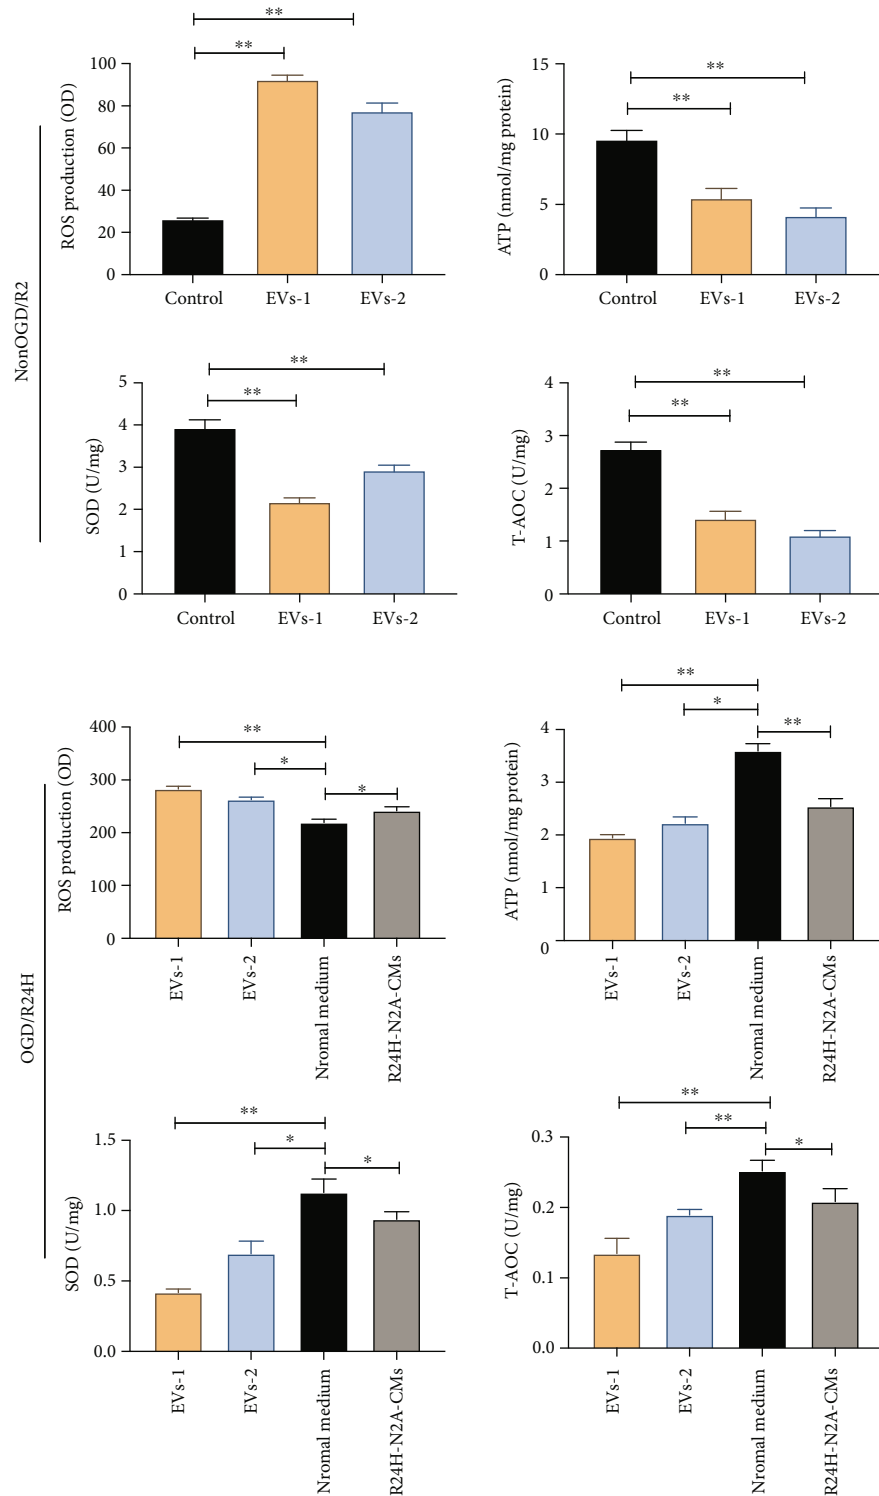 NonOGD/R2
**
**
ROS production (OD)
100
80
60
40
20
0
Control
EVs-1
EVs-2
**
**
ATP (nmol/mg protein)
15
10
5
0
Control
EVs-1
EVs-2
**
**
SOD (U/mg)
5
4
3
2
1
0
Control
EVs-1
EVs-2
**
**
T-AOC (U/mg)
4
3
2
1
0
Control
EVs-1
EVs-2
OGD/R24H
**
*
*
ROS production (OD)
400
300
200
100
0
EVs-1
EVs-2
Nromal medium
R24H-N2A-CMs
**
*
**
ATP (nmol/mg protein)
4
3
2
1
0
EVs-1
EVs-2
Nromal medium
R24H-N2A-CMs
**
*
*
SOD (U/mg)
1.5
1.0
0.5
0.0
EVs-1
EVs-2
Nromal medium
R24H-N2A-CMs
**
**
*
T-AOC (U/mg)
0.3
0.2
0.1
0.0
EVs-1
EVs-2
Nromal medium
R24H-N2A-CMs